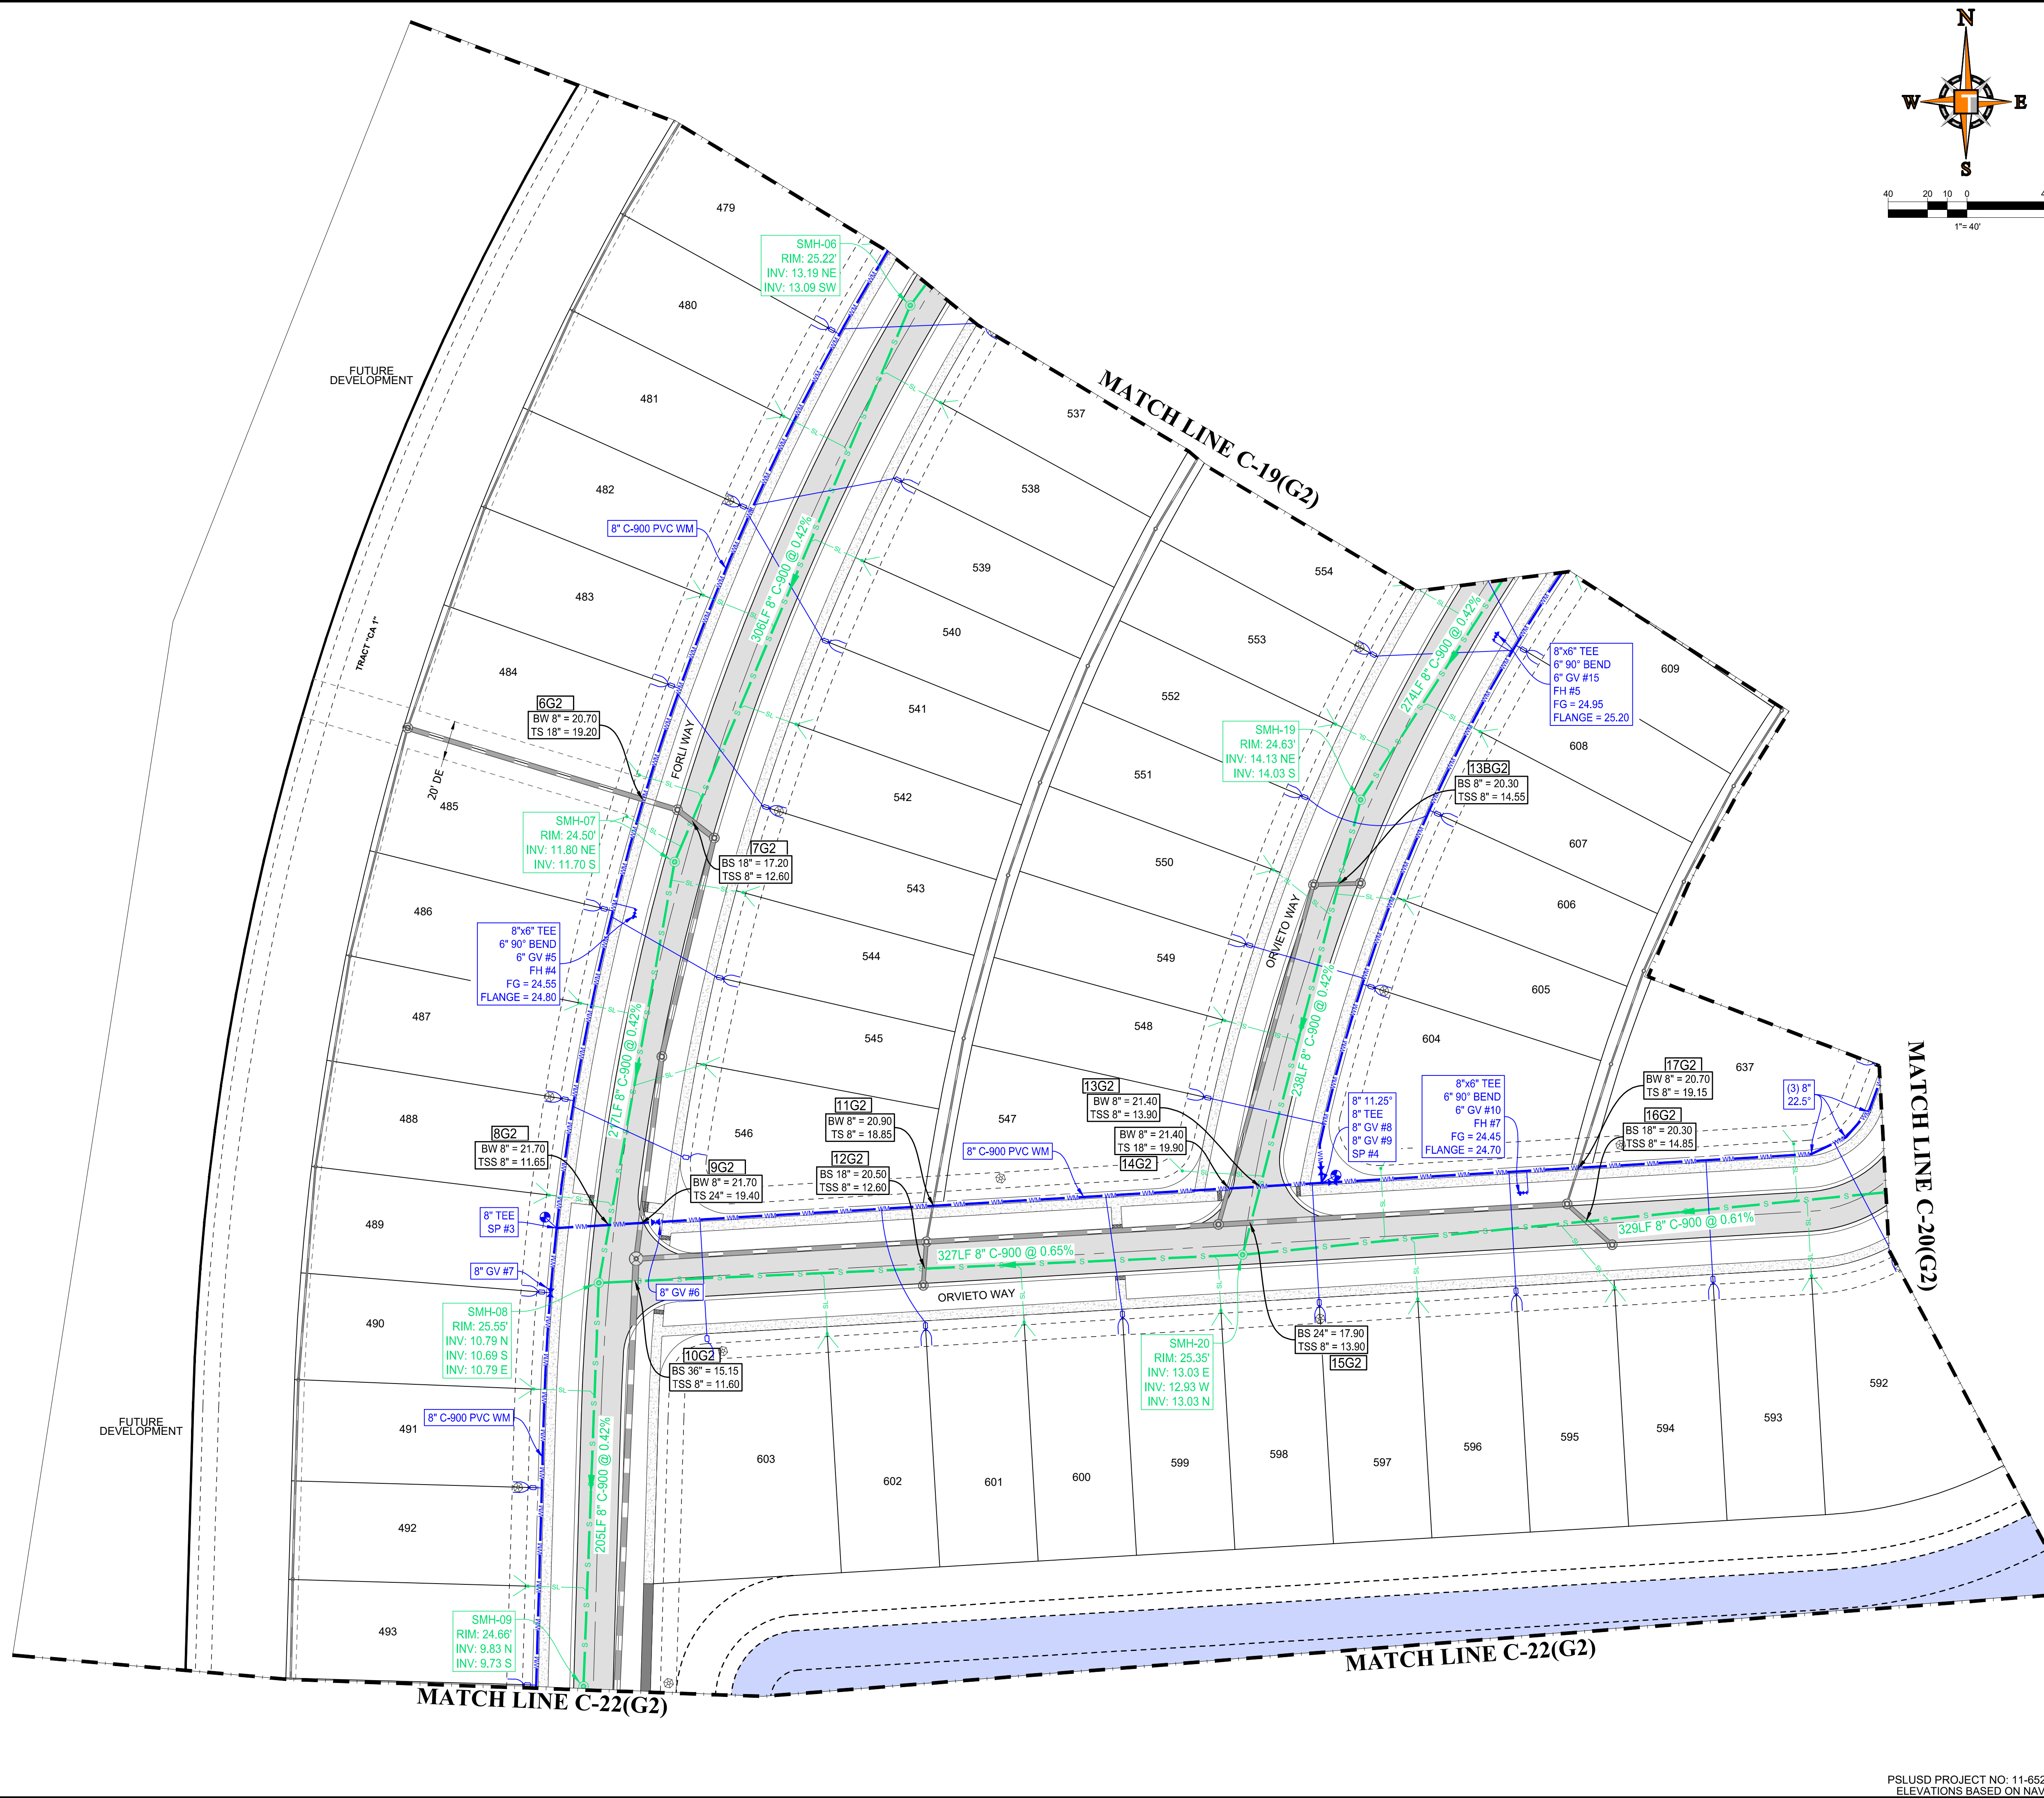 N
W
T
E
S
40
20
10
0
1"= 40'
479
SMH-06
RIM: 25.22'
INV: 13.19 NE
INV: 13.09 SW
480
FUTURE
DEVELOPMENT
481
537
MATCH LINE C-19(G2)
482
538
8" C-900 PVC WM
306LF 8" C-900 @ 0.42%
539
554
483
540
553
274LF 8" C-900 @ 0.42%
TRACT "CA 1"
8"x6" TEE
6" 90° BEND
6" GV #15
FH #5
FG = 24.95
FLANGE = 25.20
609
484
552
541
6G2
BW 8" = 20.70
TS 18" = 19.20
FORLI WAY
SMH-19
RIM: 24.63'
INV: 14.13 NE
INV: 14.03 S
608
13BG2
BS 8" = 20.30
TSS 8" = 14.55
551
20' DE
485
542
SMH-07
RIM: 24.50'
INV: 11.80 NE
INV: 11.70 S
7G2
BS 18" = 17.20
TSS 8" = 12.60
607
550
543
486
606
ORVIETO WAY
8"x6" TEE
6" 90° BEND
6" GV #5
FH #4
FG = 24.55
FLANGE = 24.80
544
549
605
487
217LF 8" C-900 @ 0.42%
545
548
238LF 8" C-900 @ 0.42%
604
637
MATCH LINE C-20(G2)
17G2
BW 8" = 20.70
TS 8" = 19.15
(3) 8"
22.5°
488
546
547
11G2
BW 8" = 20.90
TS 8" = 18.85
13G2
BW 8" = 21.40
TSS 8" = 13.90
8" 11.25°
8" TEE
8" GV #8
8" GV #9
SP #4
8"x6" TEE
6" 90° BEND
6" GV #10
FH #7
FG = 24.45
FLANGE = 24.70
16G2
BS 18" = 20.30
TSS 8" = 14.85
8G2
BW 8" = 21.70
TSS 8" = 11.65
9G2
BW 8" = 21.70
TS 24" = 19.40
12G2
BS 18" = 20.50
TSS 8" = 12.60
8" C-900 PVC WM
BW 8" = 21.40
TS 18" = 19.90
14G2
489
8" TEE
SP #3
327LF 8" C-900 @ 0.65%
329LF 8" C-900 @ 0.61%
8" GV #7
8" GV #6
ORVIETO WAY
490
SMH-08
RIM: 25.55'
INV: 10.79 N
INV: 10.69 S
INV: 10.79 E
10G2
BS 36" = 15.15
TSS 8" = 11.60
SMH-20
RIM: 25.35'
INV: 13.03 E
INV: 12.93 W
INV: 13.03 N
BS 24" = 17.90
TSS 8" = 13.90
15G2
592
FUTURE
DEVELOPMENT
491
8" C-900 PVC WM
205LF 8" C-900 @ 0.42%
603
602
601
600
599
598
597
596
595
594
593
492
493
SMH-09
RIM: 24.66'
INV: 9.83 N
INV: 9.73 S
MATCH LINE C-22(G2)
MATCH LINE C-22(G2)
PSLUSD PROJECT NO: 11-652
ELEVATIONS BASED ON NAV